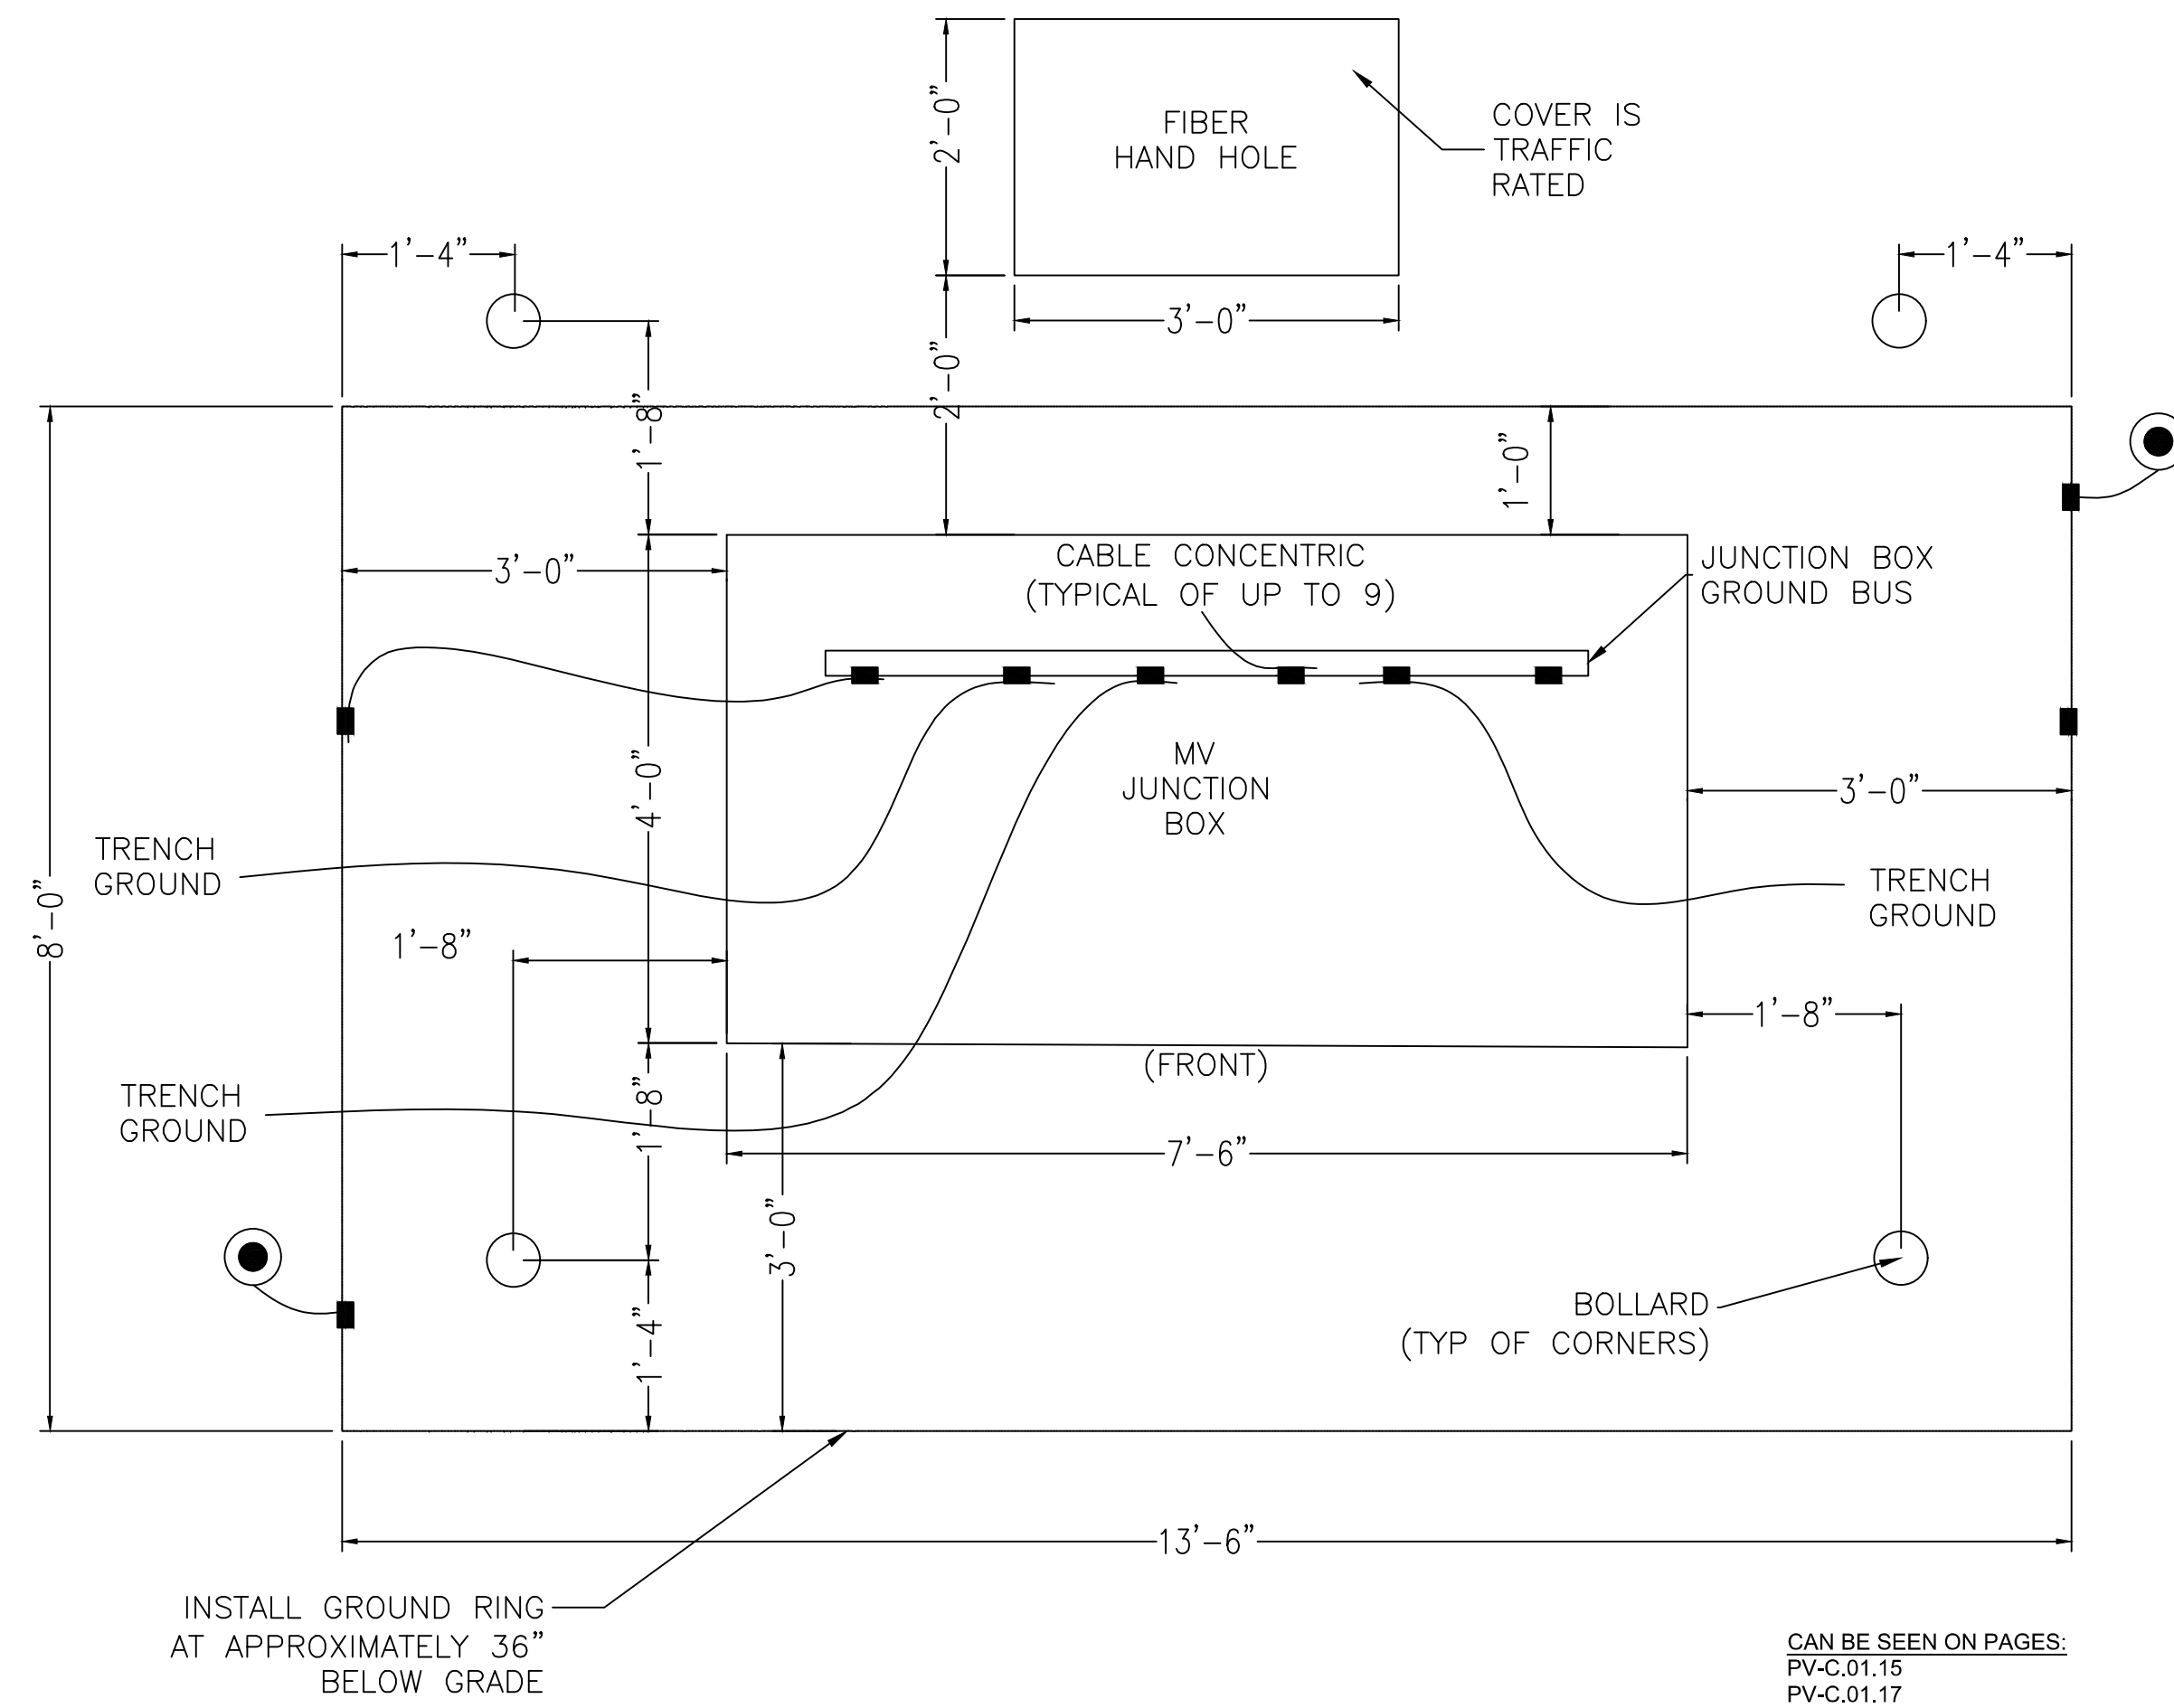 2'-0"
FIBER
HAND HOLE
COVER IS
TRAFFIC
RATED
1'-4"
1'-4"
3'-0"
2'-0"
1'-8"
1'-0"
3'-0"
CABLE CONCENTRIC
(TYPICAL OF UP TO 9)
JUNCTION BOX
GROUND BUS
4'-0"
MV
JUNCTION
BOX
3'-0"
TRENCH
GROUND
TRENCH
GROUND
8'-0"
1'-8"
1'-8"
(FRONT)
TRENCH
GROUND
1'-8"
7'-6"
3'-0"
BOLLARD
(TYP OF CORNERS)
1'-4"
13'-6"
INSTALL GROUND RING
AT APPROXIMATELY 36"
BELOW GRADE
CAN BE SEEN ON PAGES:
PV-C.01.15
PV-C.01.17